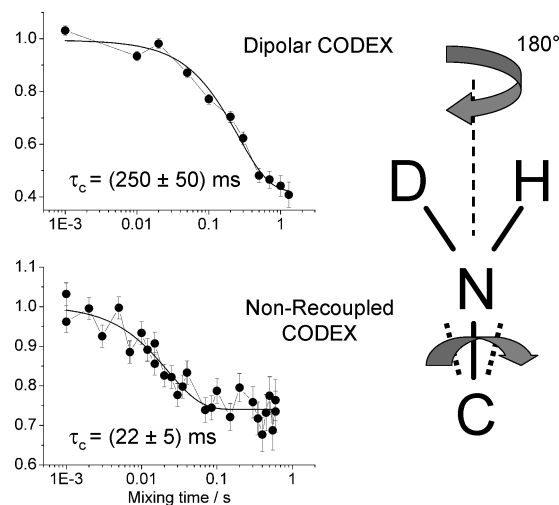 Dipolar CODEX
1.0
0.8
0.6
0.4
τc = (250 ± 50) ms
1E-3 0.01 0.1 1
Non-Recoupled
CODEX
1.1
1.0
0.9
0.8
0.7
0.6
0.5
τc = (22 ± 5) ms
1E-3 0.01 0.1 1
Mixing time / s
180°
D H
N
C